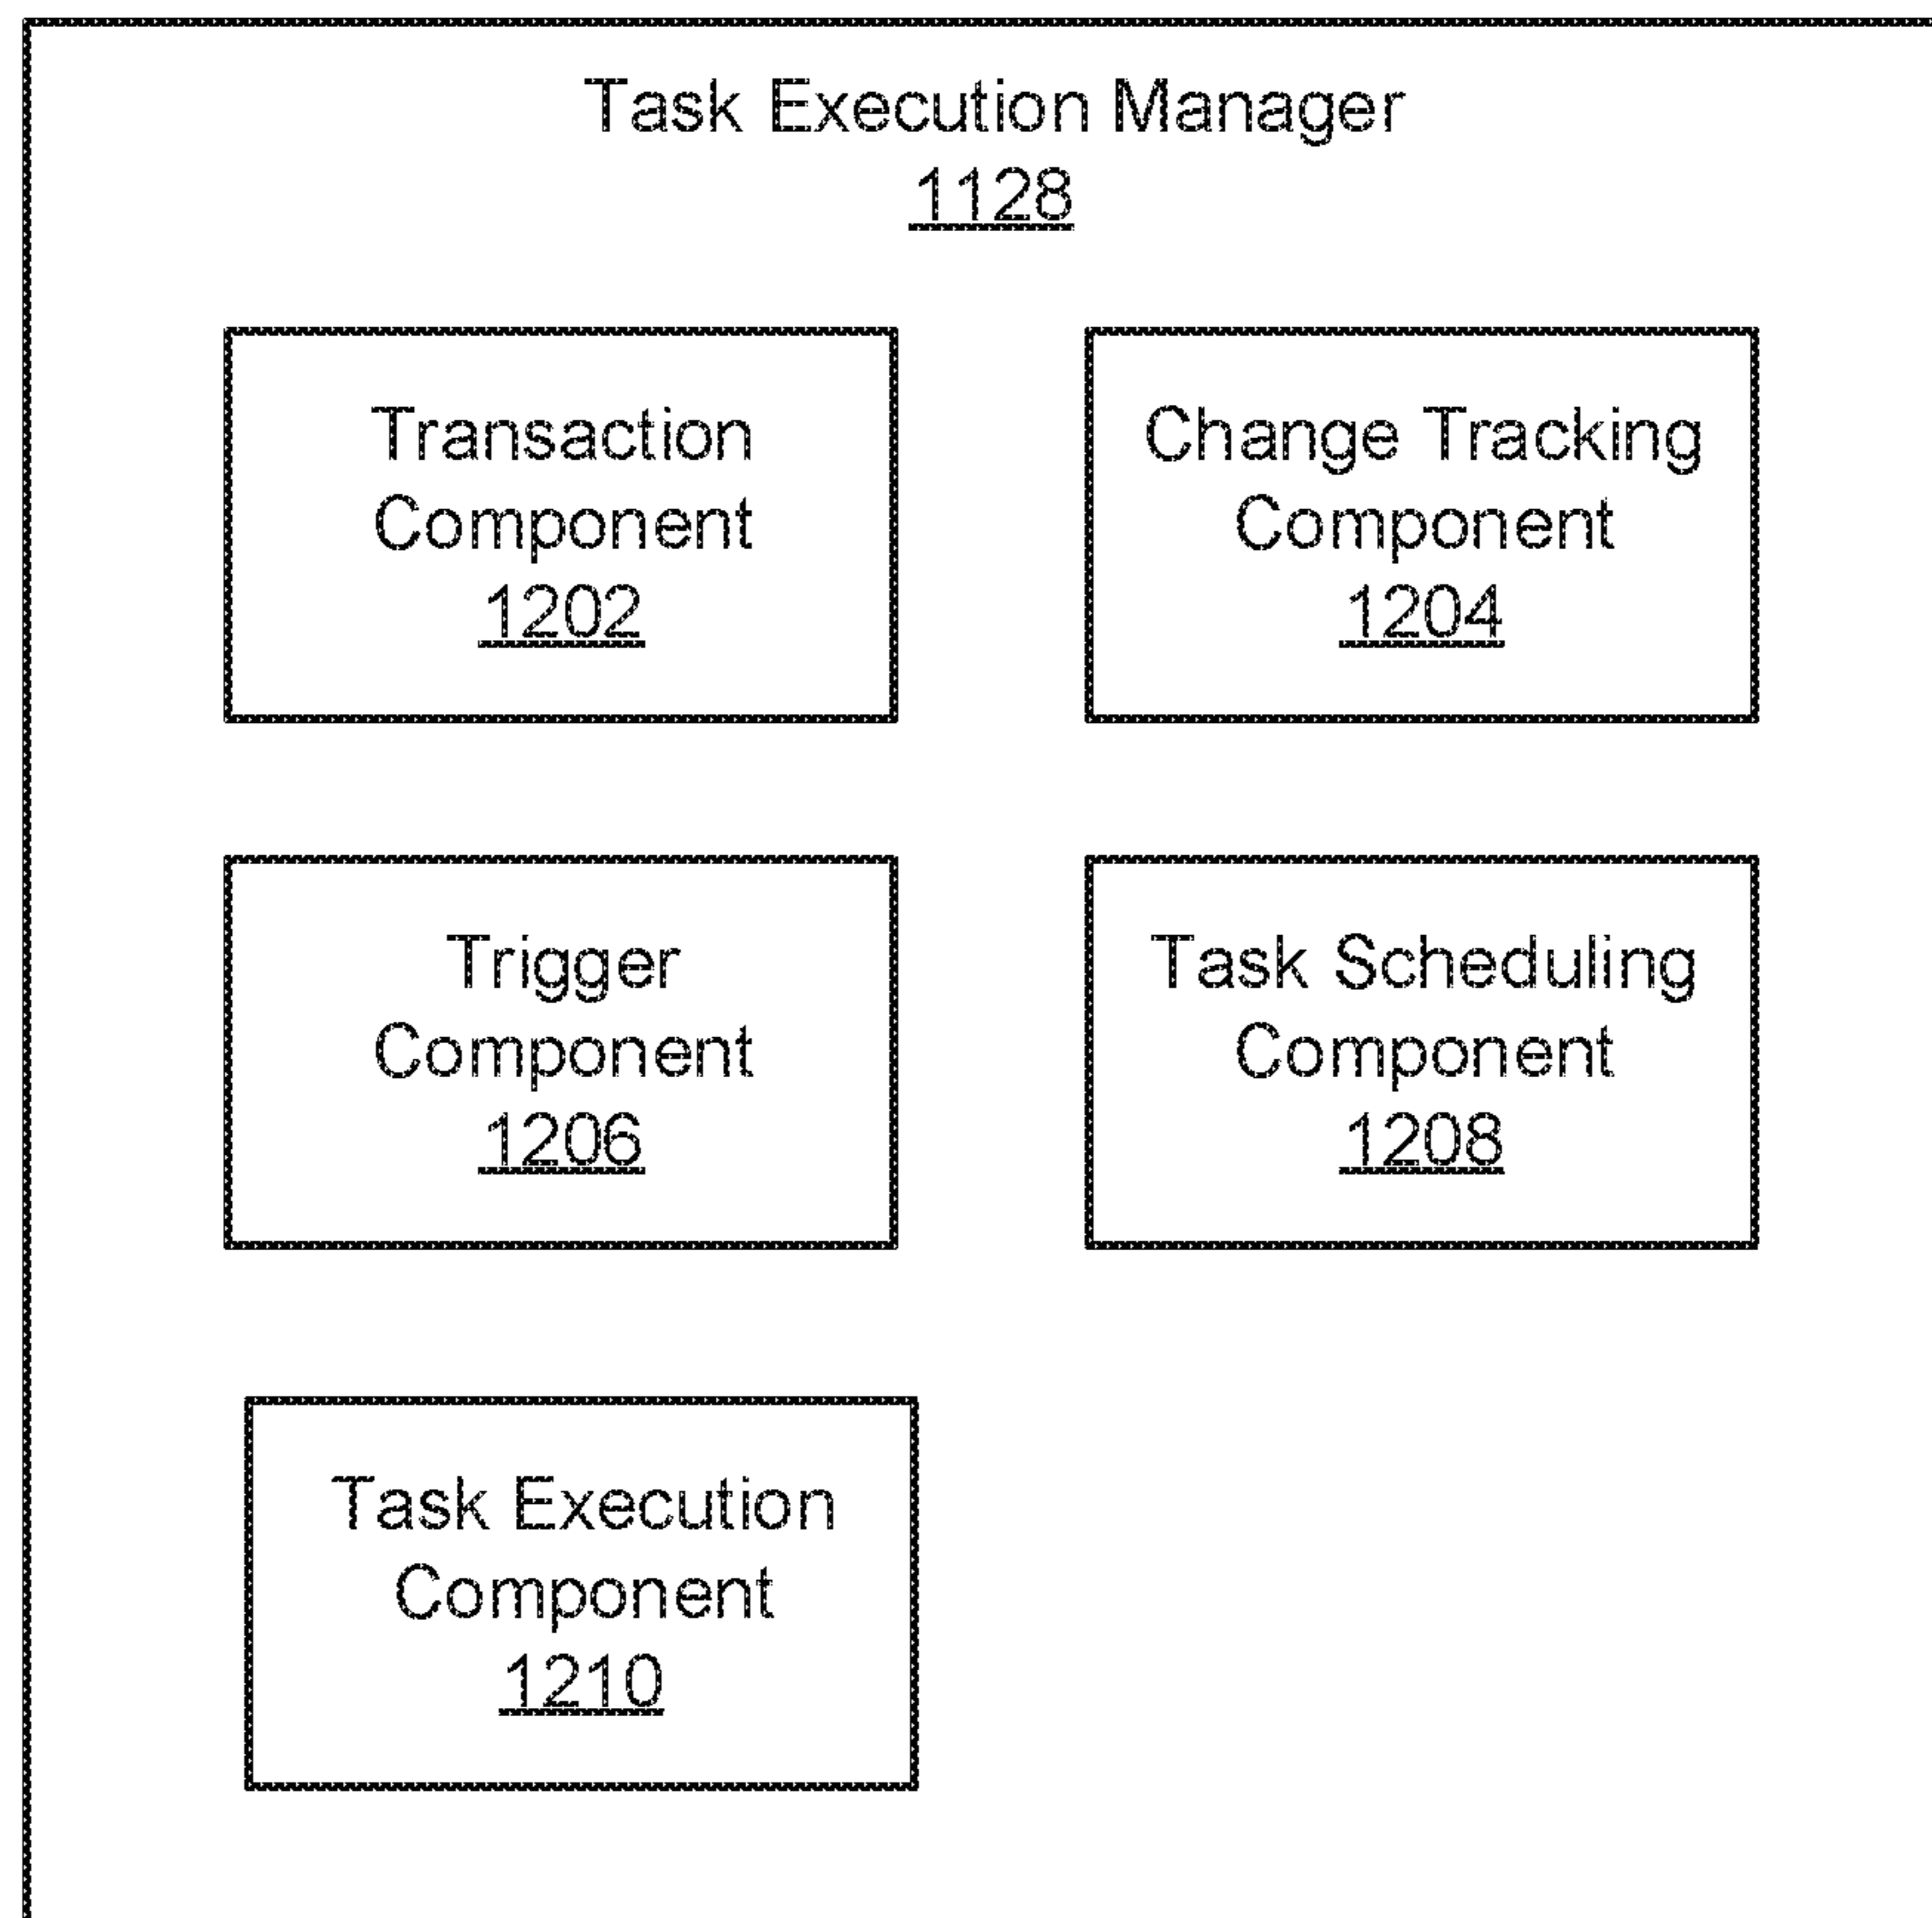 Task Execution Manager
1128
Transaction
Component
1202
Change Tracking
Component
1204
Trigger
Component
1206
Task Scheduling
Component
1208
Task Execution
Component
1210